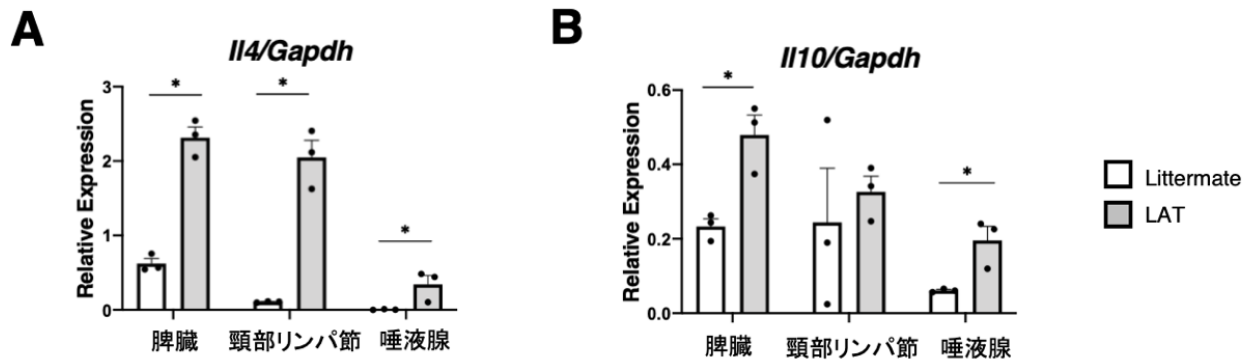 A
Il4/Gapdh
Relative Expression
3
2
1
0
*
*
*
脾臓
頸部リンパ節
唾液腺
B
Il10/Gapdh
Relative Expression
0.6
0.4
0.2
0.0
*
*
脾臓
頸部リンパ節
唾液腺
Littermate
LAT